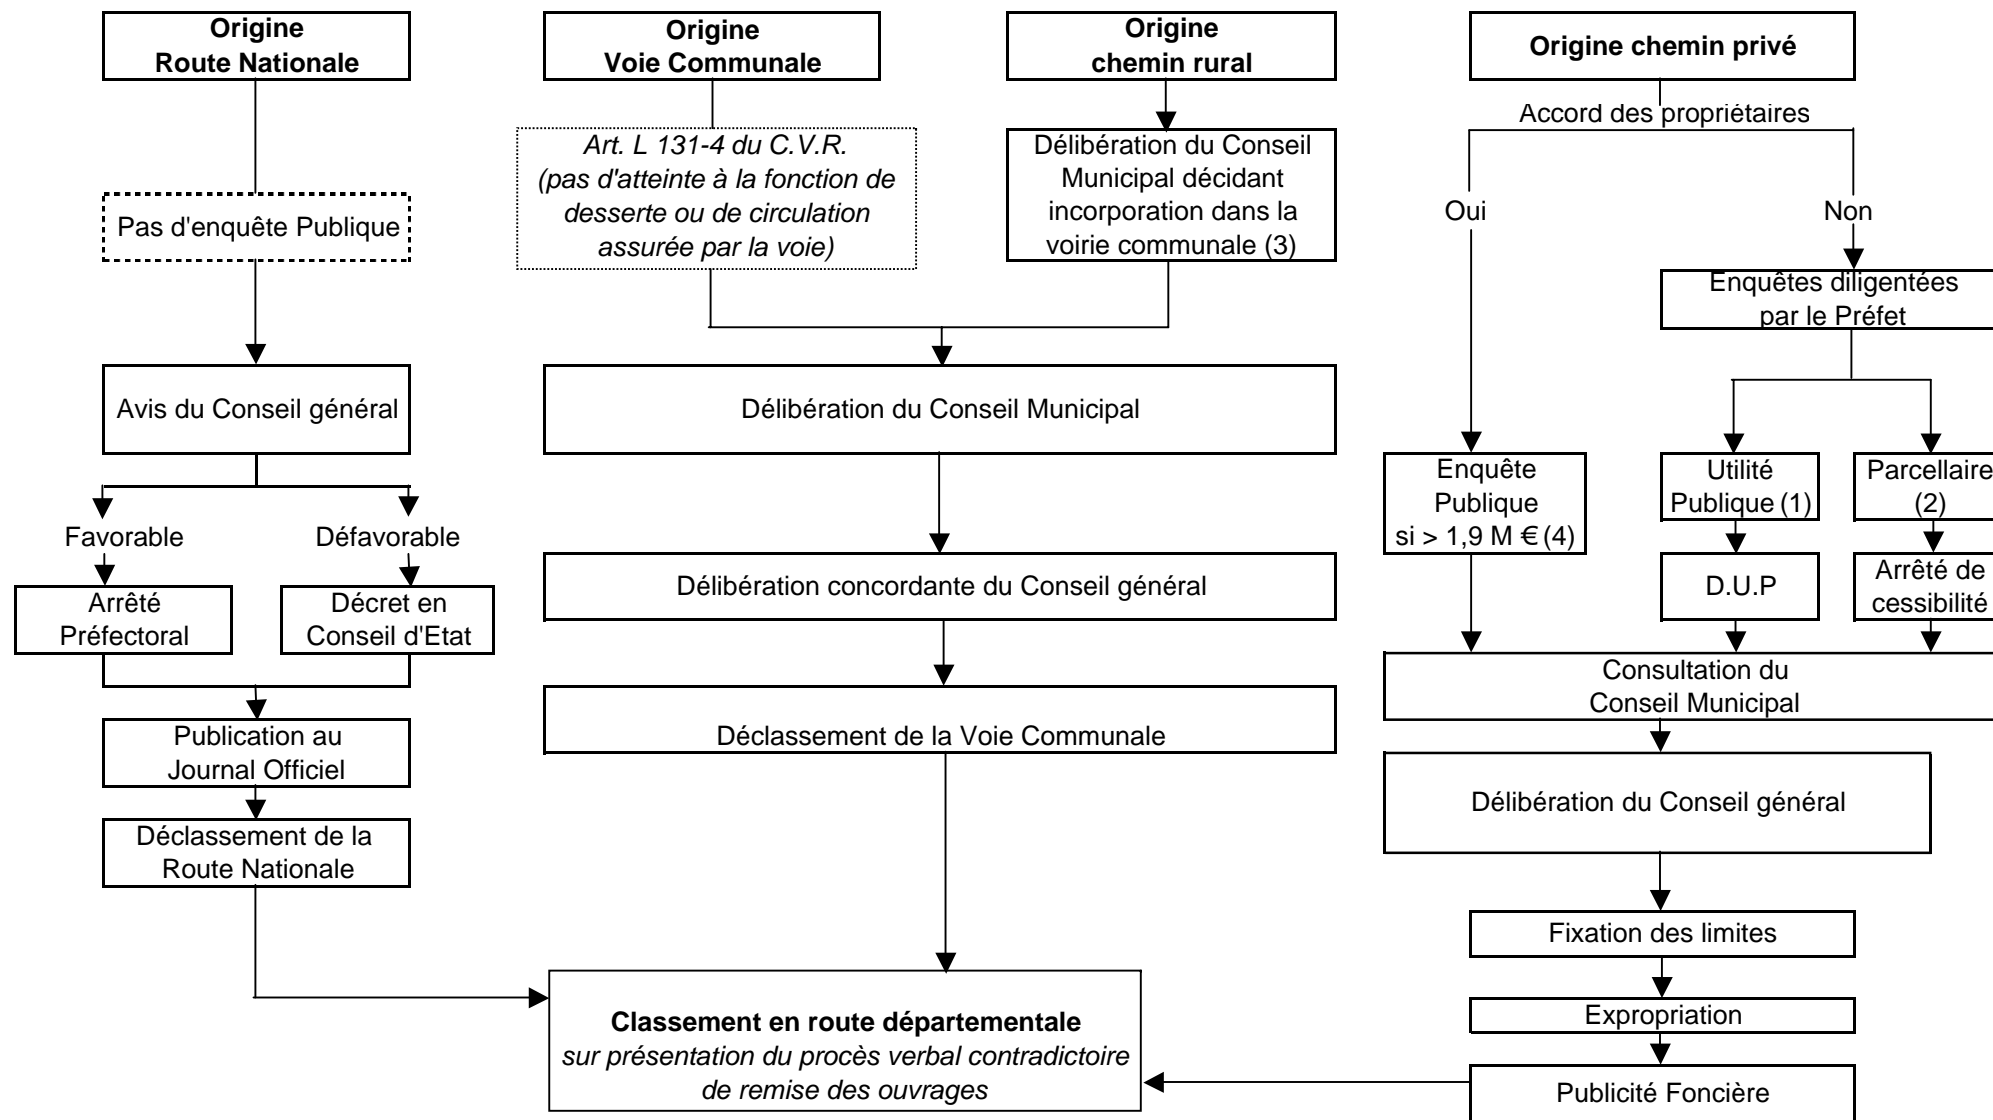 Origine
Route Nationale
Pas d'enquête Publique
Avis du Conseil général
Favorable
Défavorable
Arrêté
Préfectoral
Décret en
Conseil d'Etat
Publication au
Journal Officiel
Déclassement de la
Route Nationale
Origine
Voie Communale
Art. L 131-4 du C.V.R.
(pas d'atteinte à la fonction de
desserte ou de circulation
assurée par la voie)
Origine
chemin rural
Délibération du Conseil
Municipal décidant
incorporation dans la
voirie communale (3)
Délibération du Conseil Municipal
Délibération concordante du Conseil général
Déclassement de la Voie Communale
Classement en route départementale
sur présentation du procès verbal contradictoire
de remise des ouvrages
Origine chemin privé
Accord des propriétaires
Oui
Non
Enquêtes diligentées
par le Préfet
Enquête
Publique
si > 1,9 M € (4)
Utilité
Publique (1)
Parcellaire
(2)
D.U.P
Arrêté de
cessibilité
Consultation du
Conseil Municipal
Délibération du Conseil général
Fixation des limites
Expropriation
Publicité Foncière